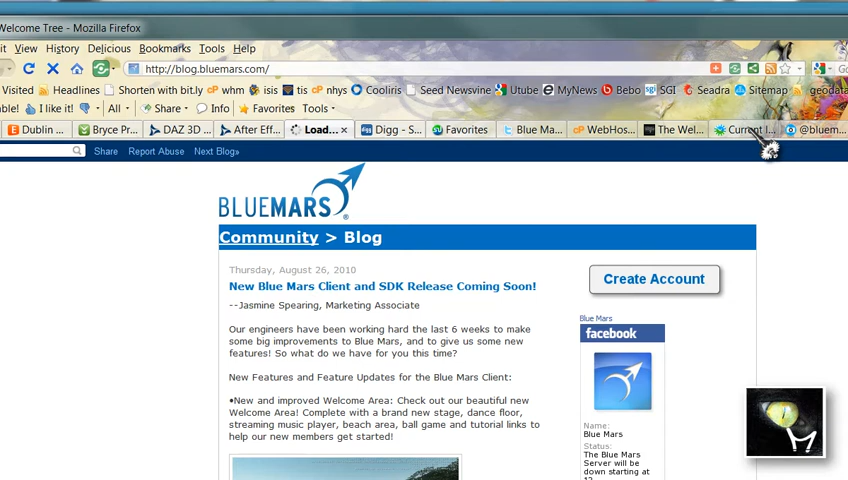 Welcome Tree - Mozilla Firefox
it View History Delicious Bookmarks Tools Help
http://blog.bluemars.com/
Visited Headlines Shorten with bit.ly whm isis tis nhys Cooliris Seed Newsvine Utube MyNews Bebo SGI Seadra Sitemap geodata
able! I like it! All Share Info Favorites Tools
Dublin ... Bryce Pr... DAZ 3D ... After Eff... Load... Digg - S... Favorites Blue Ma... WebHos... The Wel... Current I... @bluem...
Share Report Abuse Next Blog»
BLUEMARS®
Community > Blog
Thursday, August 26, 2010
New Blue Mars Client and SDK Release Coming Soon!
--Jasmine Spearing, Marketing Associate
Our engineers have been working hard the last 6 weeks to make
some big improvements to Blue Mars, and to give us some new
features! So what do we have for you this time?
New Features and Feature Updates for the Blue Mars Client:
•New and improved Welcome Area: Check out our beautiful new
Welcome Area! Complete with a brand new stage, dance floor,
streaming music player, beach area, ball game and tutorial links to
help our new members get started!
Create Account
Blue Mars
facebook
Name:
Blue Mars
Status:
The Blue Mars
Server will be
down starting at
M